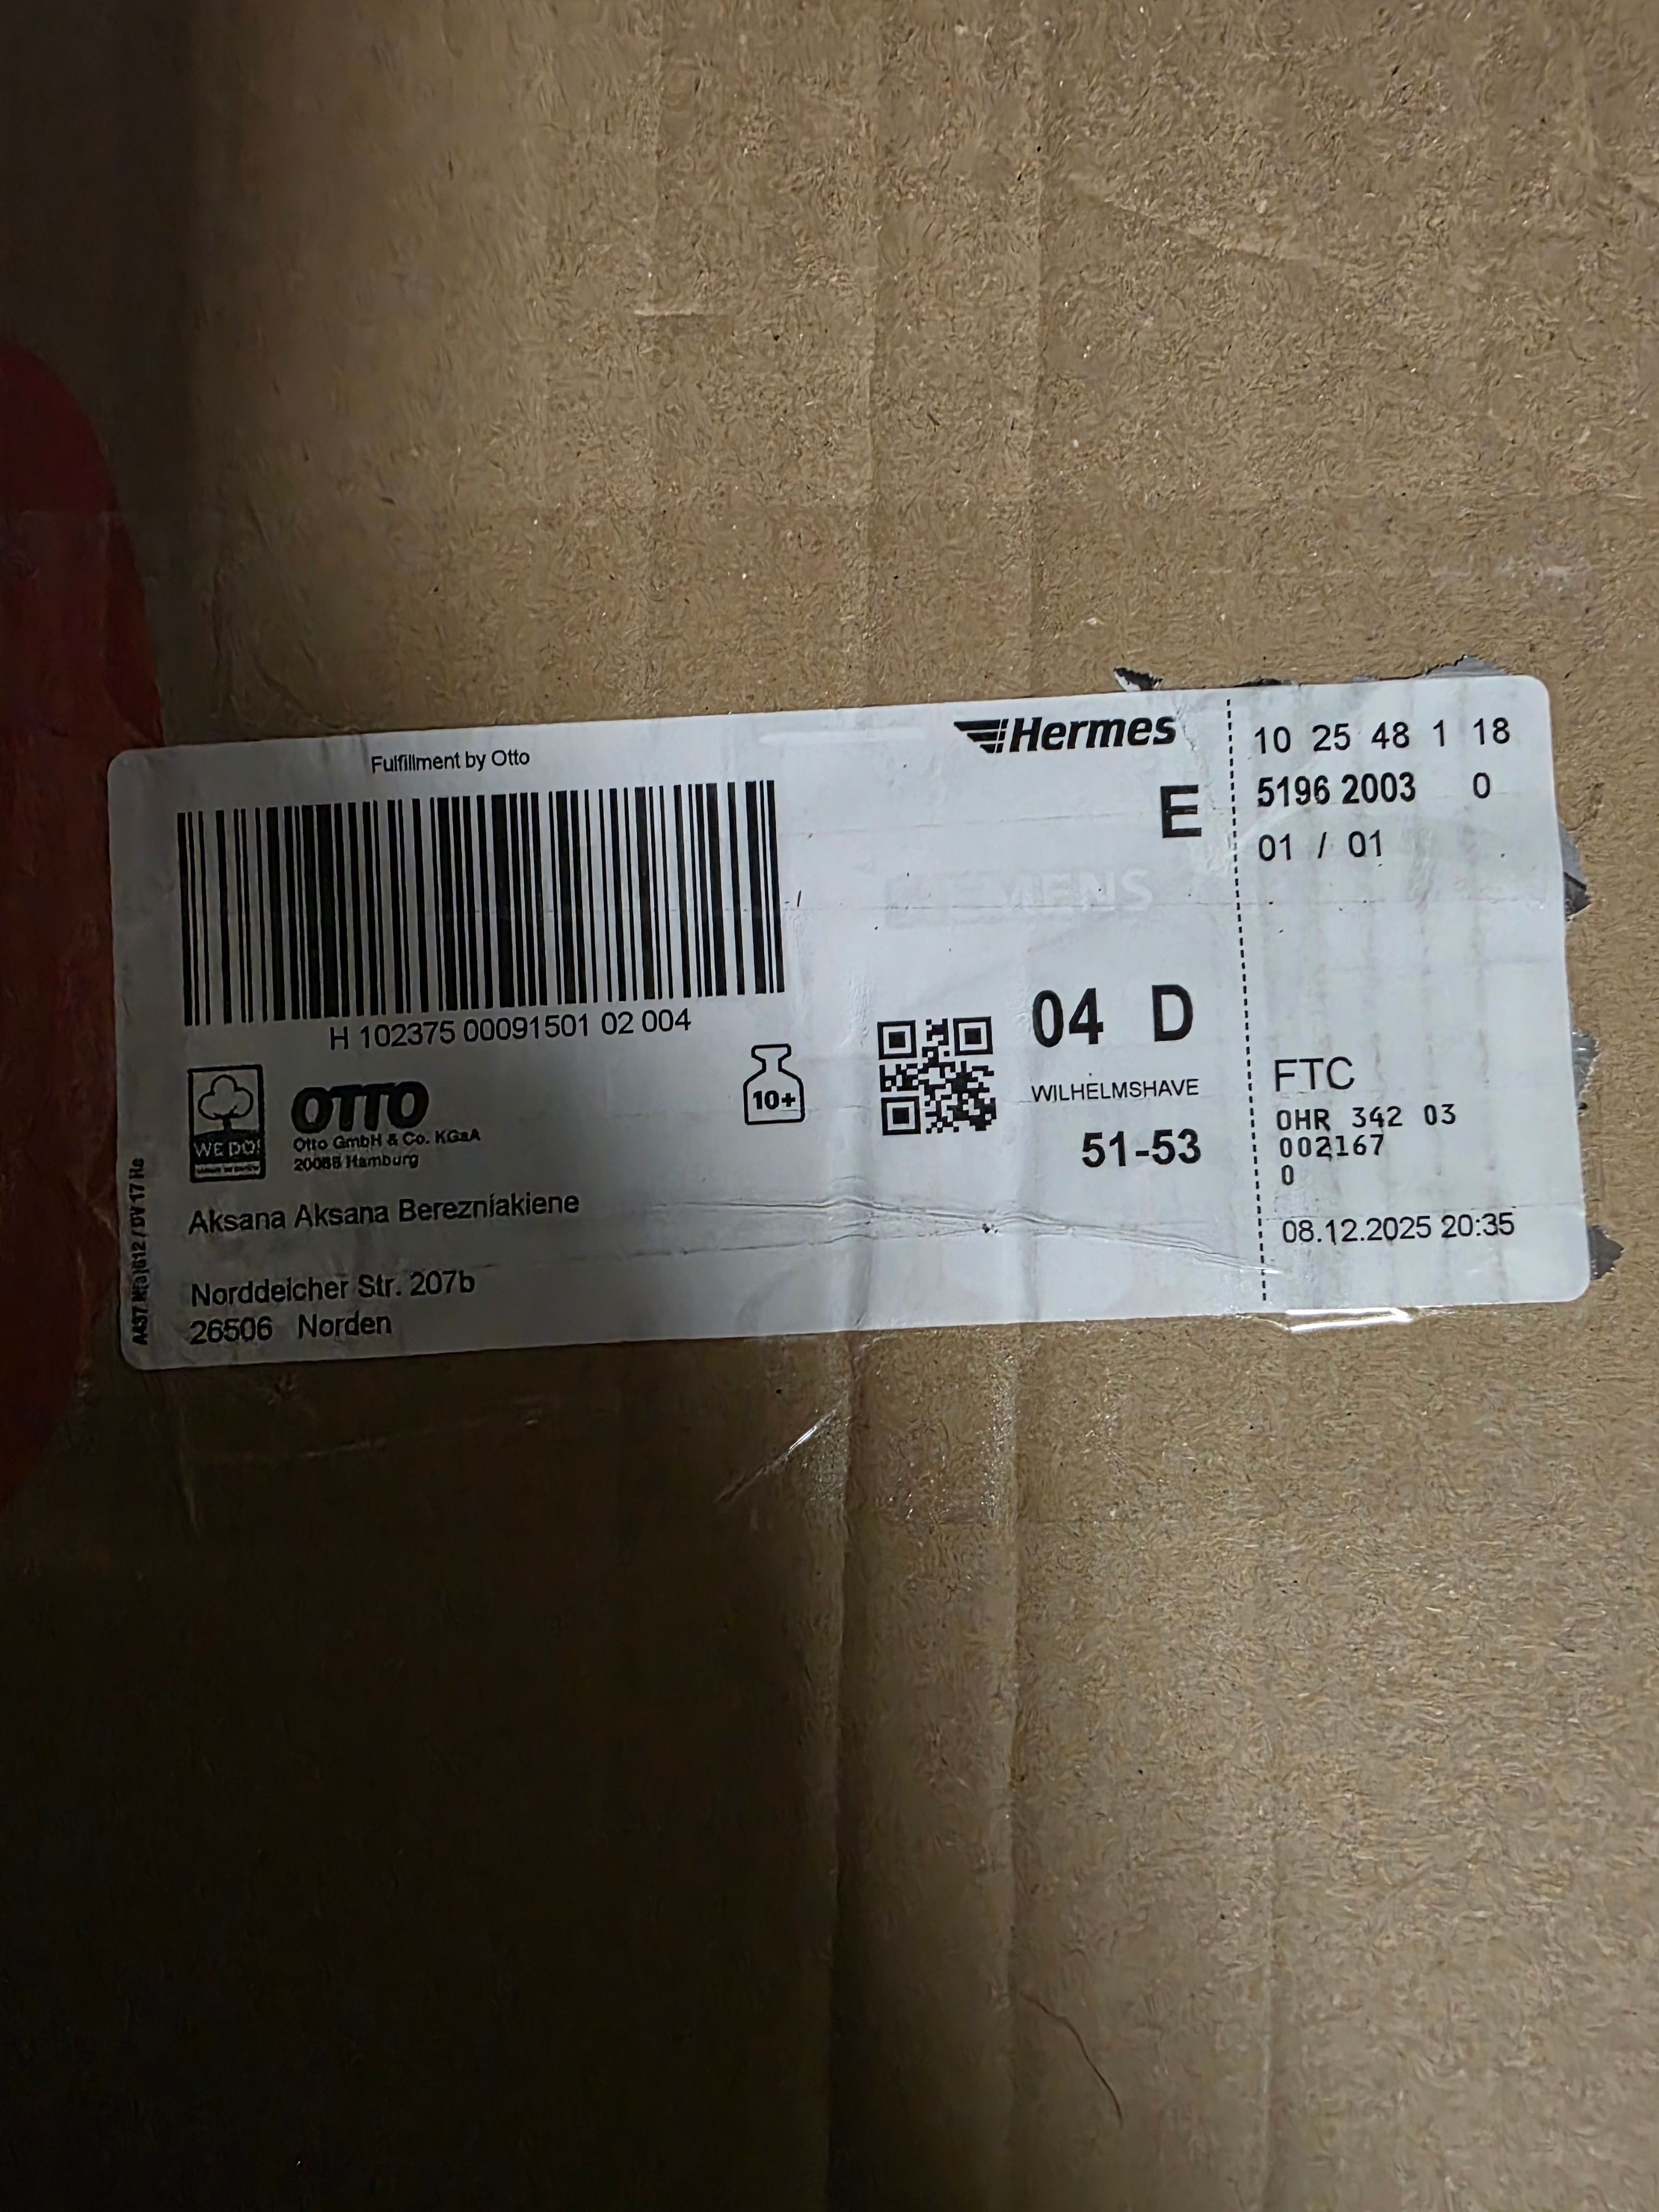 Fulfillment by Otto
Hermes
E
H 102375 00091501 02 004
10+
04 D
WILHELMSHAVE
51-53
WE DO!
OTTO
Otto GmbH & Co. KGaA
20088 Hamburg
Aksana Aksana Berezniakiene
Norddeicher Str. 207b
26506 Norden
10 25 48 1 18
5196 2003 0
01 / 01
FTC
OHR 342 03
002167
0
08.12.2025 20:35